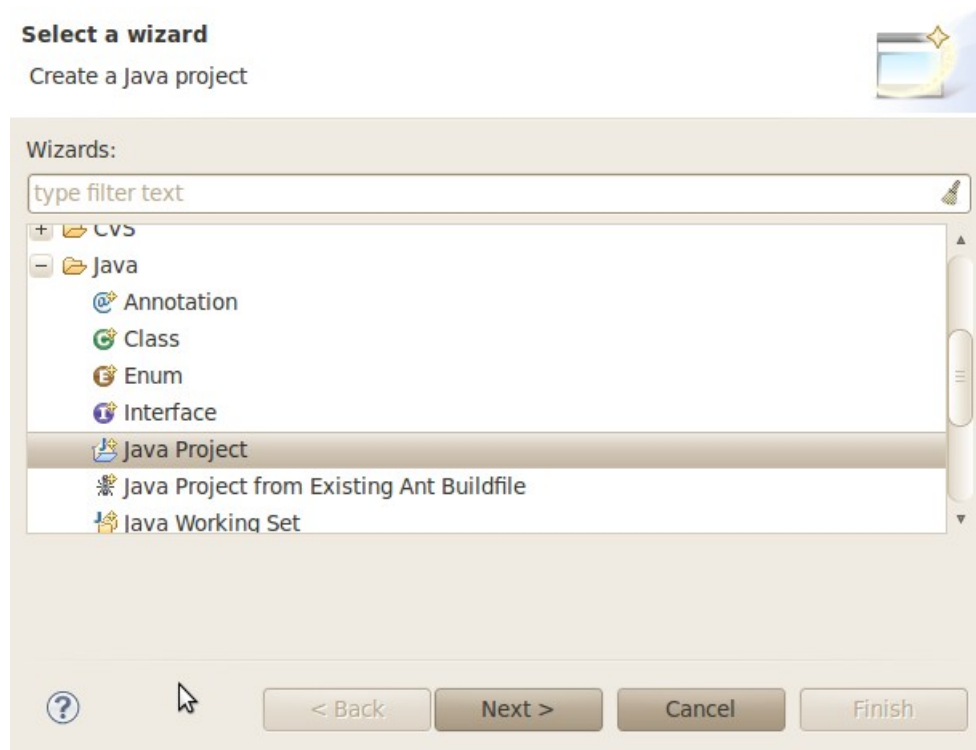 Select a wizard
Create a Java project
Wizards:
type filter text
CVS
Java
Annotation
Class
Enum
Interface
Java Project
Java Project from Existing Ant Buildfile
Java Working Set
< Back Next > Cancel Finish